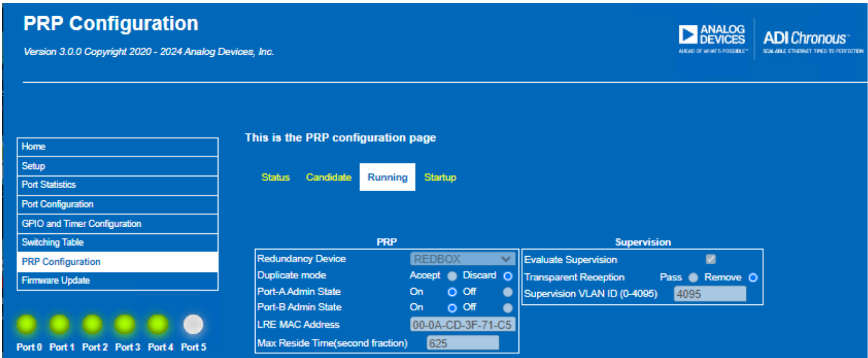 PRP Configuration
Version 3.0.0 Copyright 2020 - 2024 Analog Devices, Inc.
ANALOG DEVICES
AHEAD OF WHAT'S POSSIBLE™
ADI Chronous™
SCALABLE ETHERNET TIMED TO PERFECTION
This is the PRP configuration page
Home
Setup
Port Statistics
Port Configuration
GPIO and Timer Configuration
Switching Table
PRP Configuration
Firmware Update
Status Candidate Running Startup
PRP
Redundancy Device REDBOX
Duplicate mode Accept Discard
Port-A Admin State On Off
Port-B Admin State On Off
LRE MAC Address 00-0A-CD-3F-71-C5
Max Reside Time(second fraction) 625
Supervision
Evaluate Supervision
Transparent Reception Pass Remove
Supervision VLAN ID (0-4095) 4095
Port 0 Port 1 Port 2 Port 3 Port 4 Port 5